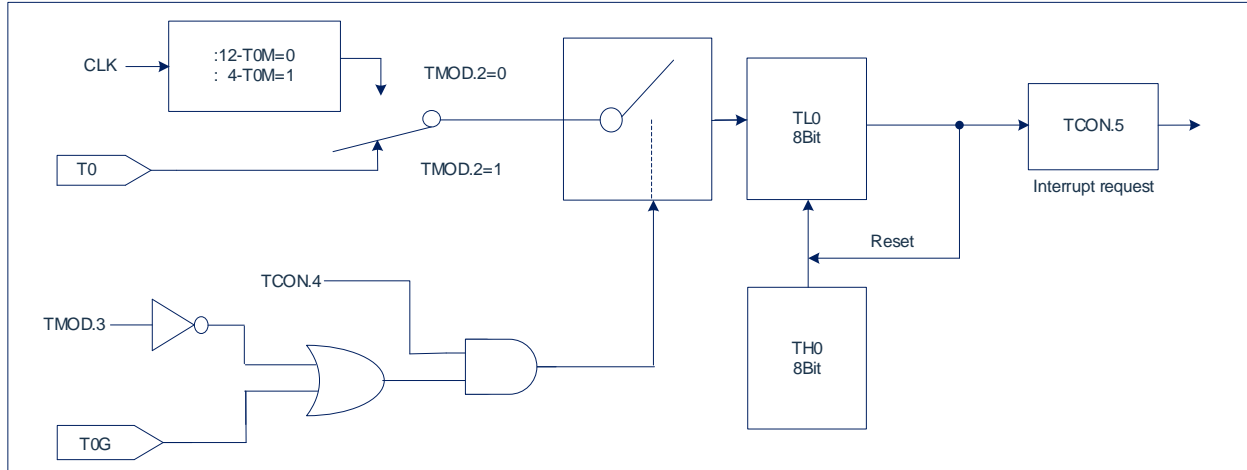 :12-T0M=0
: 4-T0M=1
CLK
TMOD.2=0
TL0
8Bit
TCON.5
T0
TMOD.2=1
Interrupt request
Reset
TCON.4
TMOD.3
TH0
8Bit
T0G